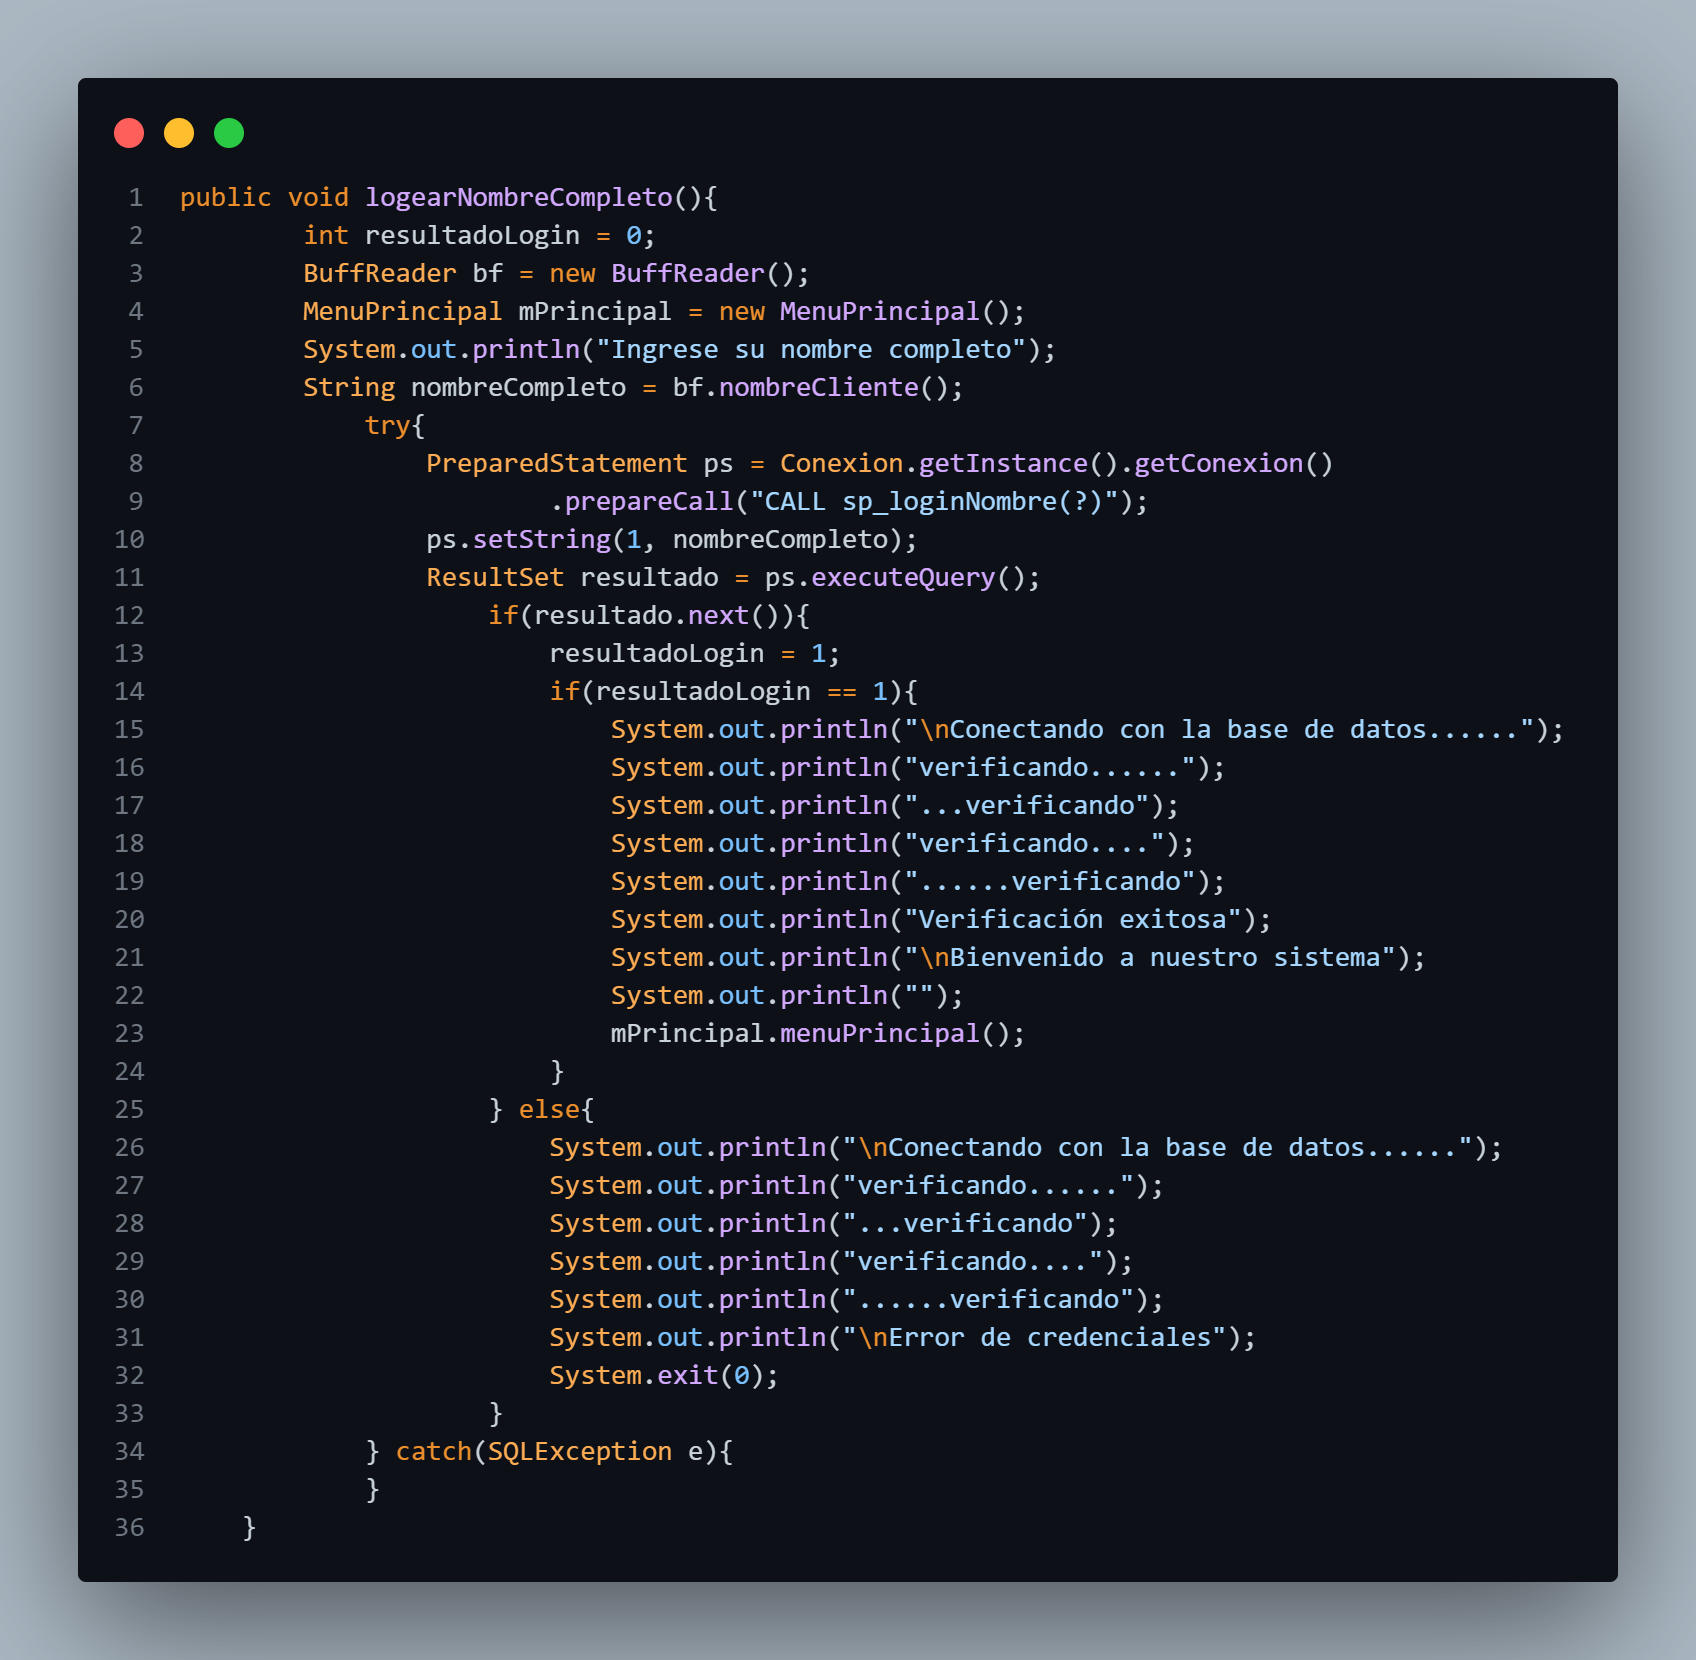 1 public void logearNombreCompleto(){
2         int resultadoLogin = 0;
3         BuffReader bf = new BuffReader();
4         MenuPrincipal mPrincipal = new MenuPrincipal();
5         System.out.println("Ingrese su nombre completo");
6         String nombreCompleto = bf.nombreCliente();
7             try{
8                 PreparedStatement ps = Conexion.getInstance().getConexion()
9                         .prepareCall("CALL sp_loginNombre(?)");
10                 ps.setString(1, nombreCompleto);
11                 ResultSet resultado = ps.executeQuery();
12                     if(resultado.next()){
13                         resultadoLogin = 1;
14                         if(resultadoLogin == 1){
15                             System.out.println("\nConectando con la base de datos......");
16                             System.out.println("verificando......");
17                             System.out.println("...verificando");
18                             System.out.println("verificando....");
19                             System.out.println("......verificando");
20                             System.out.println("Verificación exitosa");
21                             System.out.println("\nBienvenido a nuestro sistema");
22                             System.out.println("");
23                             mPrincipal.menuPrincipal();
24                         }
25                     } else{
26                         System.out.println("\nConectando con la base de datos......");
27                         System.out.println("verificando......");
28                         System.out.println("...verificando");
29                         System.out.println("verificando....");
30                         System.out.println("......verificando");
31                         System.out.println("\nError de credenciales");
32                         System.exit(0);
33                     }
34             } catch(SQLException e){
35             }
36     }